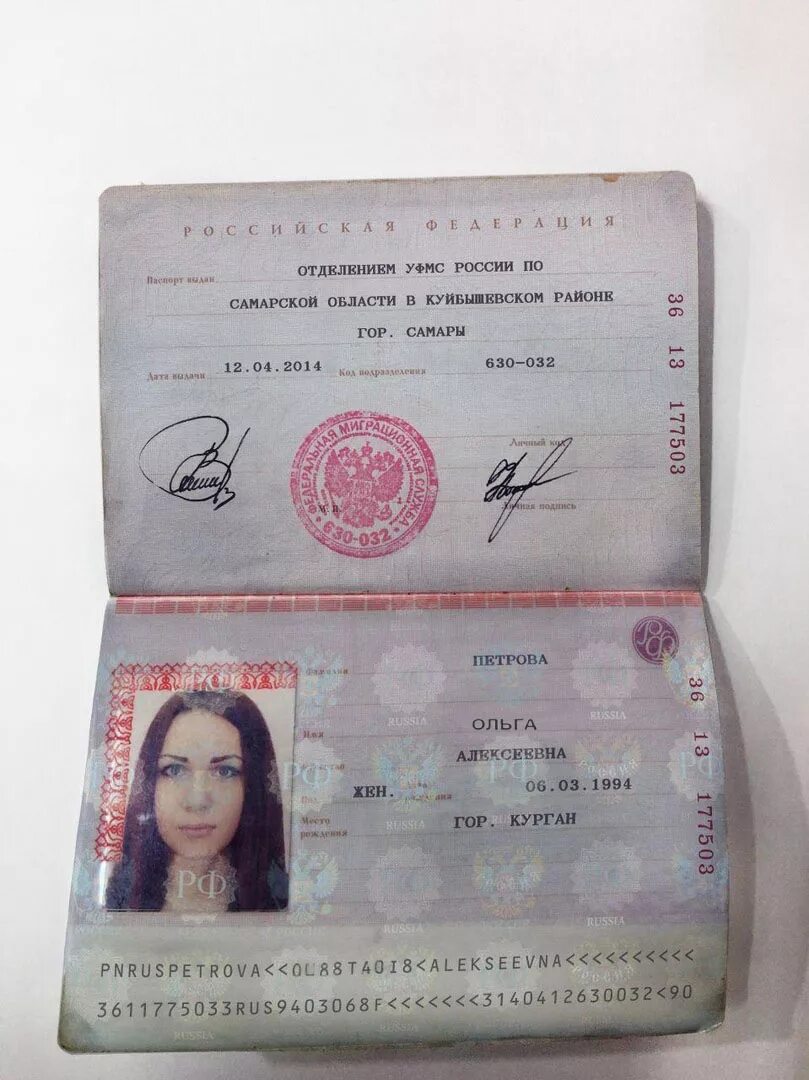 РОССИЙСКАЯ ФЕДЕРАЦИЯ
Паспорт выдан ОТДЕЛЕНИЕМ УФМС РОССИИ ПО
САМАРСКОЙ ОБЛАСТИ В КУЙБЫШЕВСКОМ РАЙОНЕ
ГОР. САМАРЫ
Дата выдачи 12.04.2014 Код подразделения 630-032
36 13 177503
Личный код
ФЕДЕРАЛЬНАЯ МИГРАЦИОННАЯ СЛУЖБА
630-032
М.П.
Личная подпись
Фамилия ПЕТРОВА
Имя ОЛЬГА
Отчество АЛЕКСЕЕВНА
Пол ЖЕН. Дата рождения 06.03.1994
Место рождения ГОР. КУРГАН
36 13 177503
РФ
RUSSIA
PNRUSPETROVA<<OL88T40I8<ALEKSEEVNA<<<<<<<<<<
3611775033RUS9403068F<<<<<<<3140412630032<90